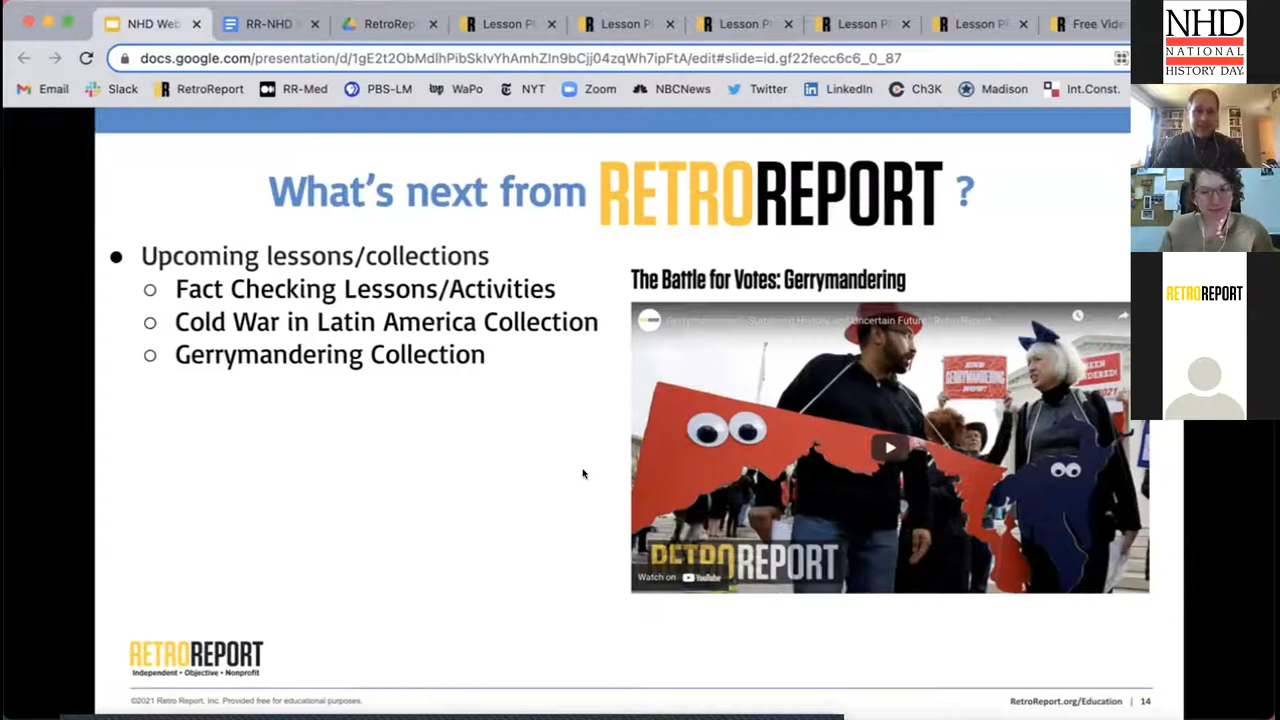 NHD Web
RR-NHD
RetroRep
Lesson Pl
Lesson Pl
Lesson Pl
Lesson Pl
Lesson Pl
Free Vide
docs.google.com/presentation/d/1gE2t2ObMdlhPibSklvYhAmhZIn9bCjj04zqWh7ipFtA/edit#slide=id.gf22fecc6c6_0_87
Email
Slack
RetroReport
RR-Med
PBS-LM
WaPo
NYT
Zoom
NBCNews
Twitter
LinkedIn
Ch3K
Madison
Int.Const.
NHD
NATIONAL
HISTORY DAY
What's next from RETROREPORT ?
● Upcoming lessons/collections
○ Fact Checking Lessons/Activities
○ Cold War in Latin America Collection
○ Gerrymandering Collection
The Battle for Votes: Gerrymandering
GERRYMANDERING
RETROREPORT
Watch on YouTube
RETROREPORT
RETROREPORT
Independent • Objective • Nonprofit
©2021 Retro Report. Inc. Provided free for educational purposes.
RetroReport.org/Education | 14